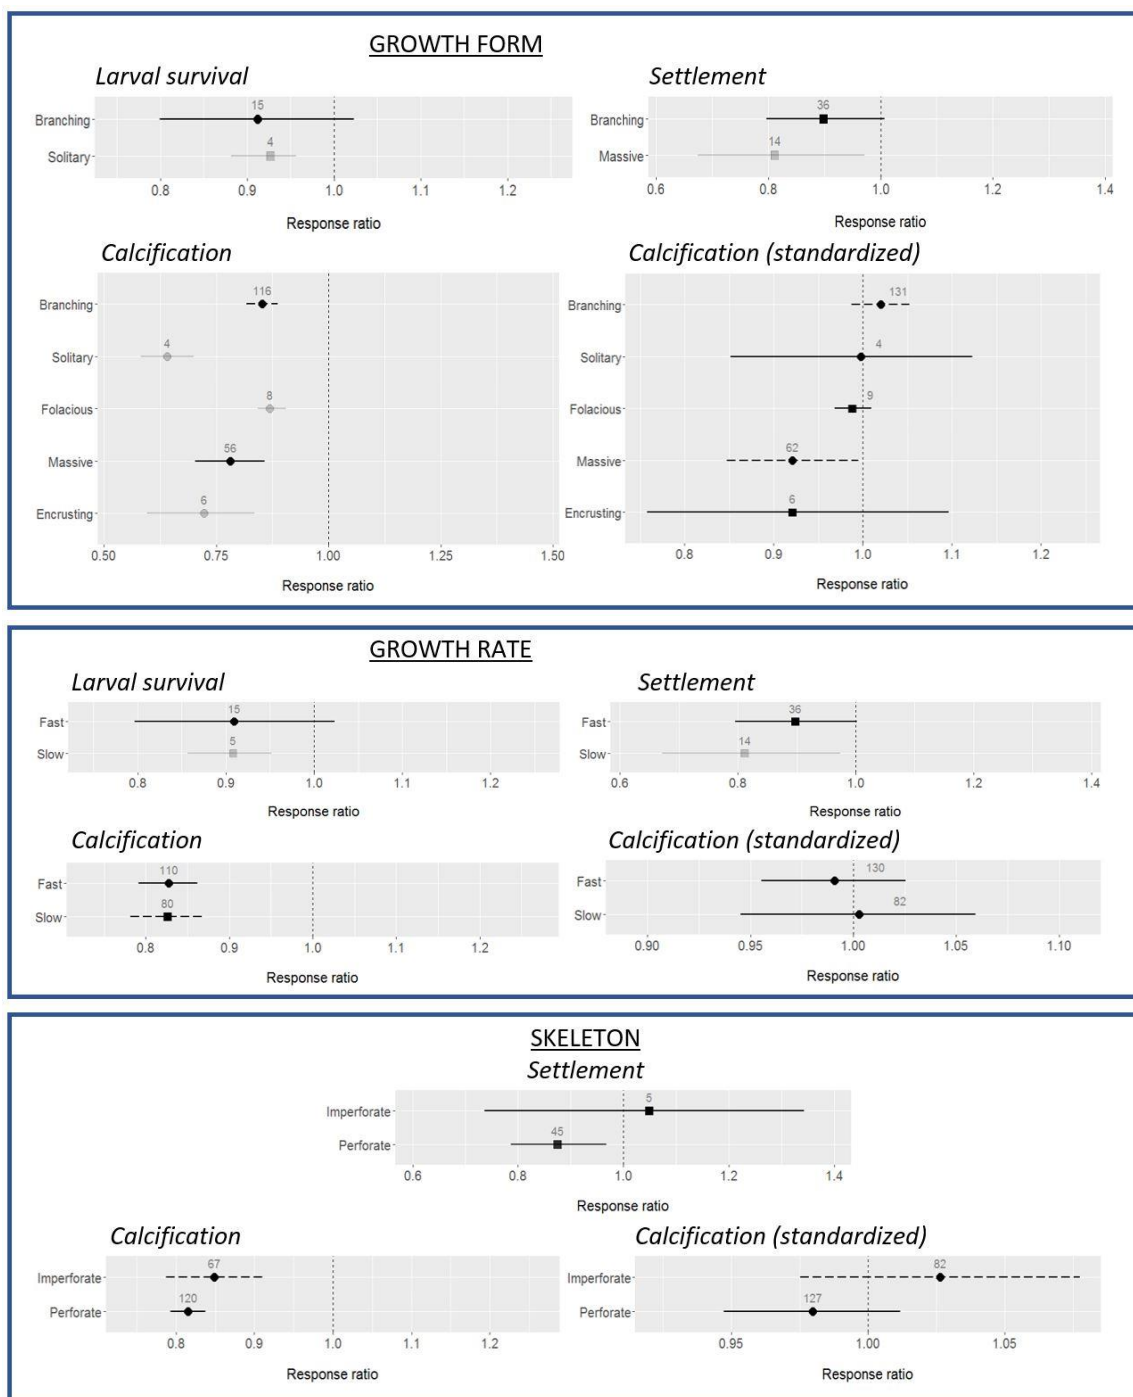 GROWTH FORM
Larval survival
Branching
15
Solitary
4
0.8 0.9 1.0 1.1 1.2
Response ratio
Settlement
Branching
36
Massive
14
0.6 0.8 1.0 1.2 1.4
Response ratio
Calcification
Branching
116
Solitary
4
Folacious
8
Massive
56
Encrusting
6
0.50 0.75 1.00 1.25 1.50
Response ratio
Calcification (standardized)
Branching
131
Solitary
4
Folacious
9
Massive
62
Encrusting
6
0.8 0.9 1.0 1.1 1.2
Response ratio
GROWTH RATE
Larval survival
Fast
15
Slow
5
0.8 0.9 1.0 1.1 1.2
Response ratio
Settlement
Fast
36
Slow
14
0.6 0.8 1.0 1.2 1.4
Response ratio
Calcification
Fast
110
Slow
80
0.8 0.9 1.0 1.1 1.2
Response ratio
Calcification (standardized)
Fast
130
Slow
82
0.90 0.95 1.00 1.05 1.10
Response ratio
SKELETON
Settlement
Imperforate
5
Perforate
45
0.6 0.8 1.0 1.2 1.4
Response ratio
Calcification
Imperforate
67
Perforate
120
0.8 0.9 1.0 1.1 1.2
Response ratio
Calcification (standardized)
Imperforate
82
Perforate
127
0.95 1.00 1.05
Response ratio